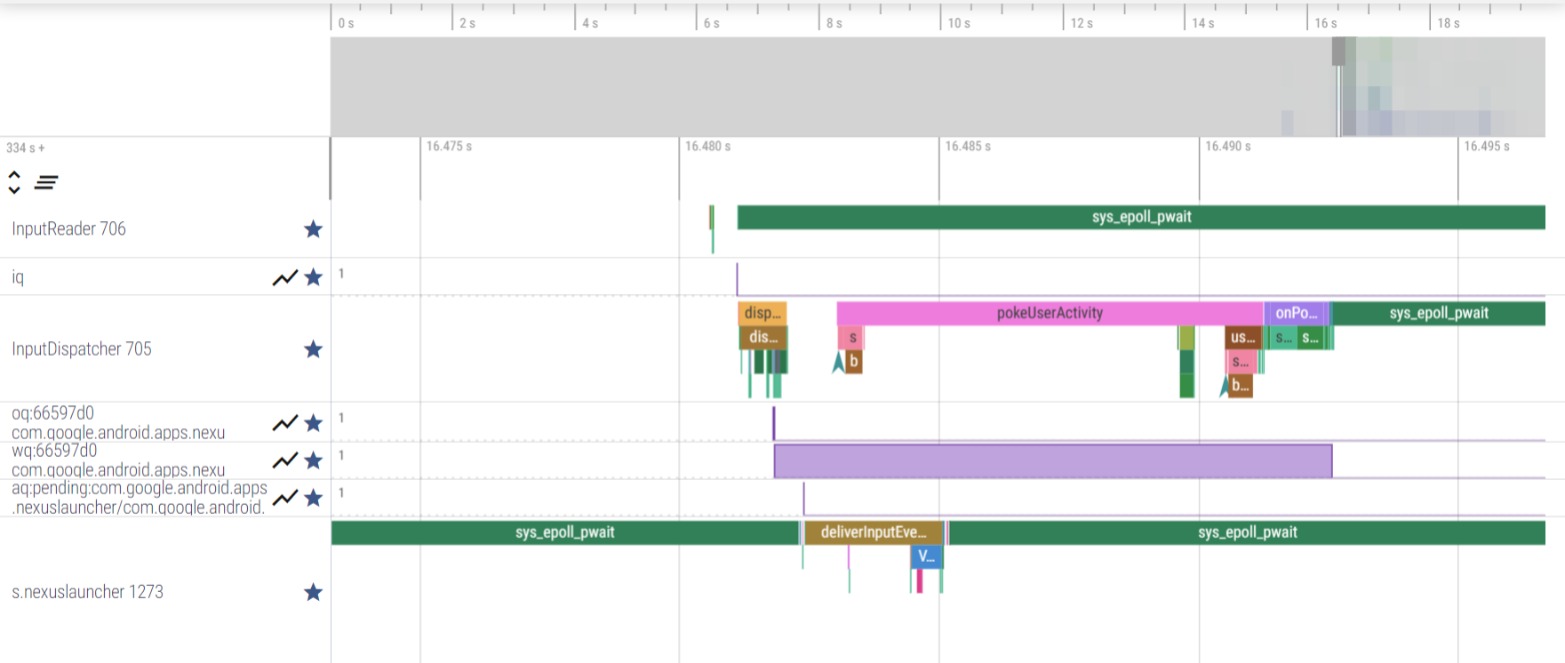 0 s 2 s 4 s 6 s 8 s 10 s 12 s 14 s 16 s 18 s
334 s +
16.475 s 16.480 s 16.485 s 16.490 s 16.495 s
InputReader 706
sys_epoll_pwait
iq
1
InputDispatcher 705
disp... pokeUserActivity onPo... sys_epoll_pwait
dis... s us... s... s...
b s...
b...
oq:66597d0
com.google.android.apps.nexu
1
wq:66597d0
com.google.android.apps.nexu
1
aq:pending:com.google.android.apps
.nexuslauncher/com.google.android.
1
s.nexuslauncher 1273
sys_epoll_pwait deliverInputEve... sys_epoll_pwait
V...